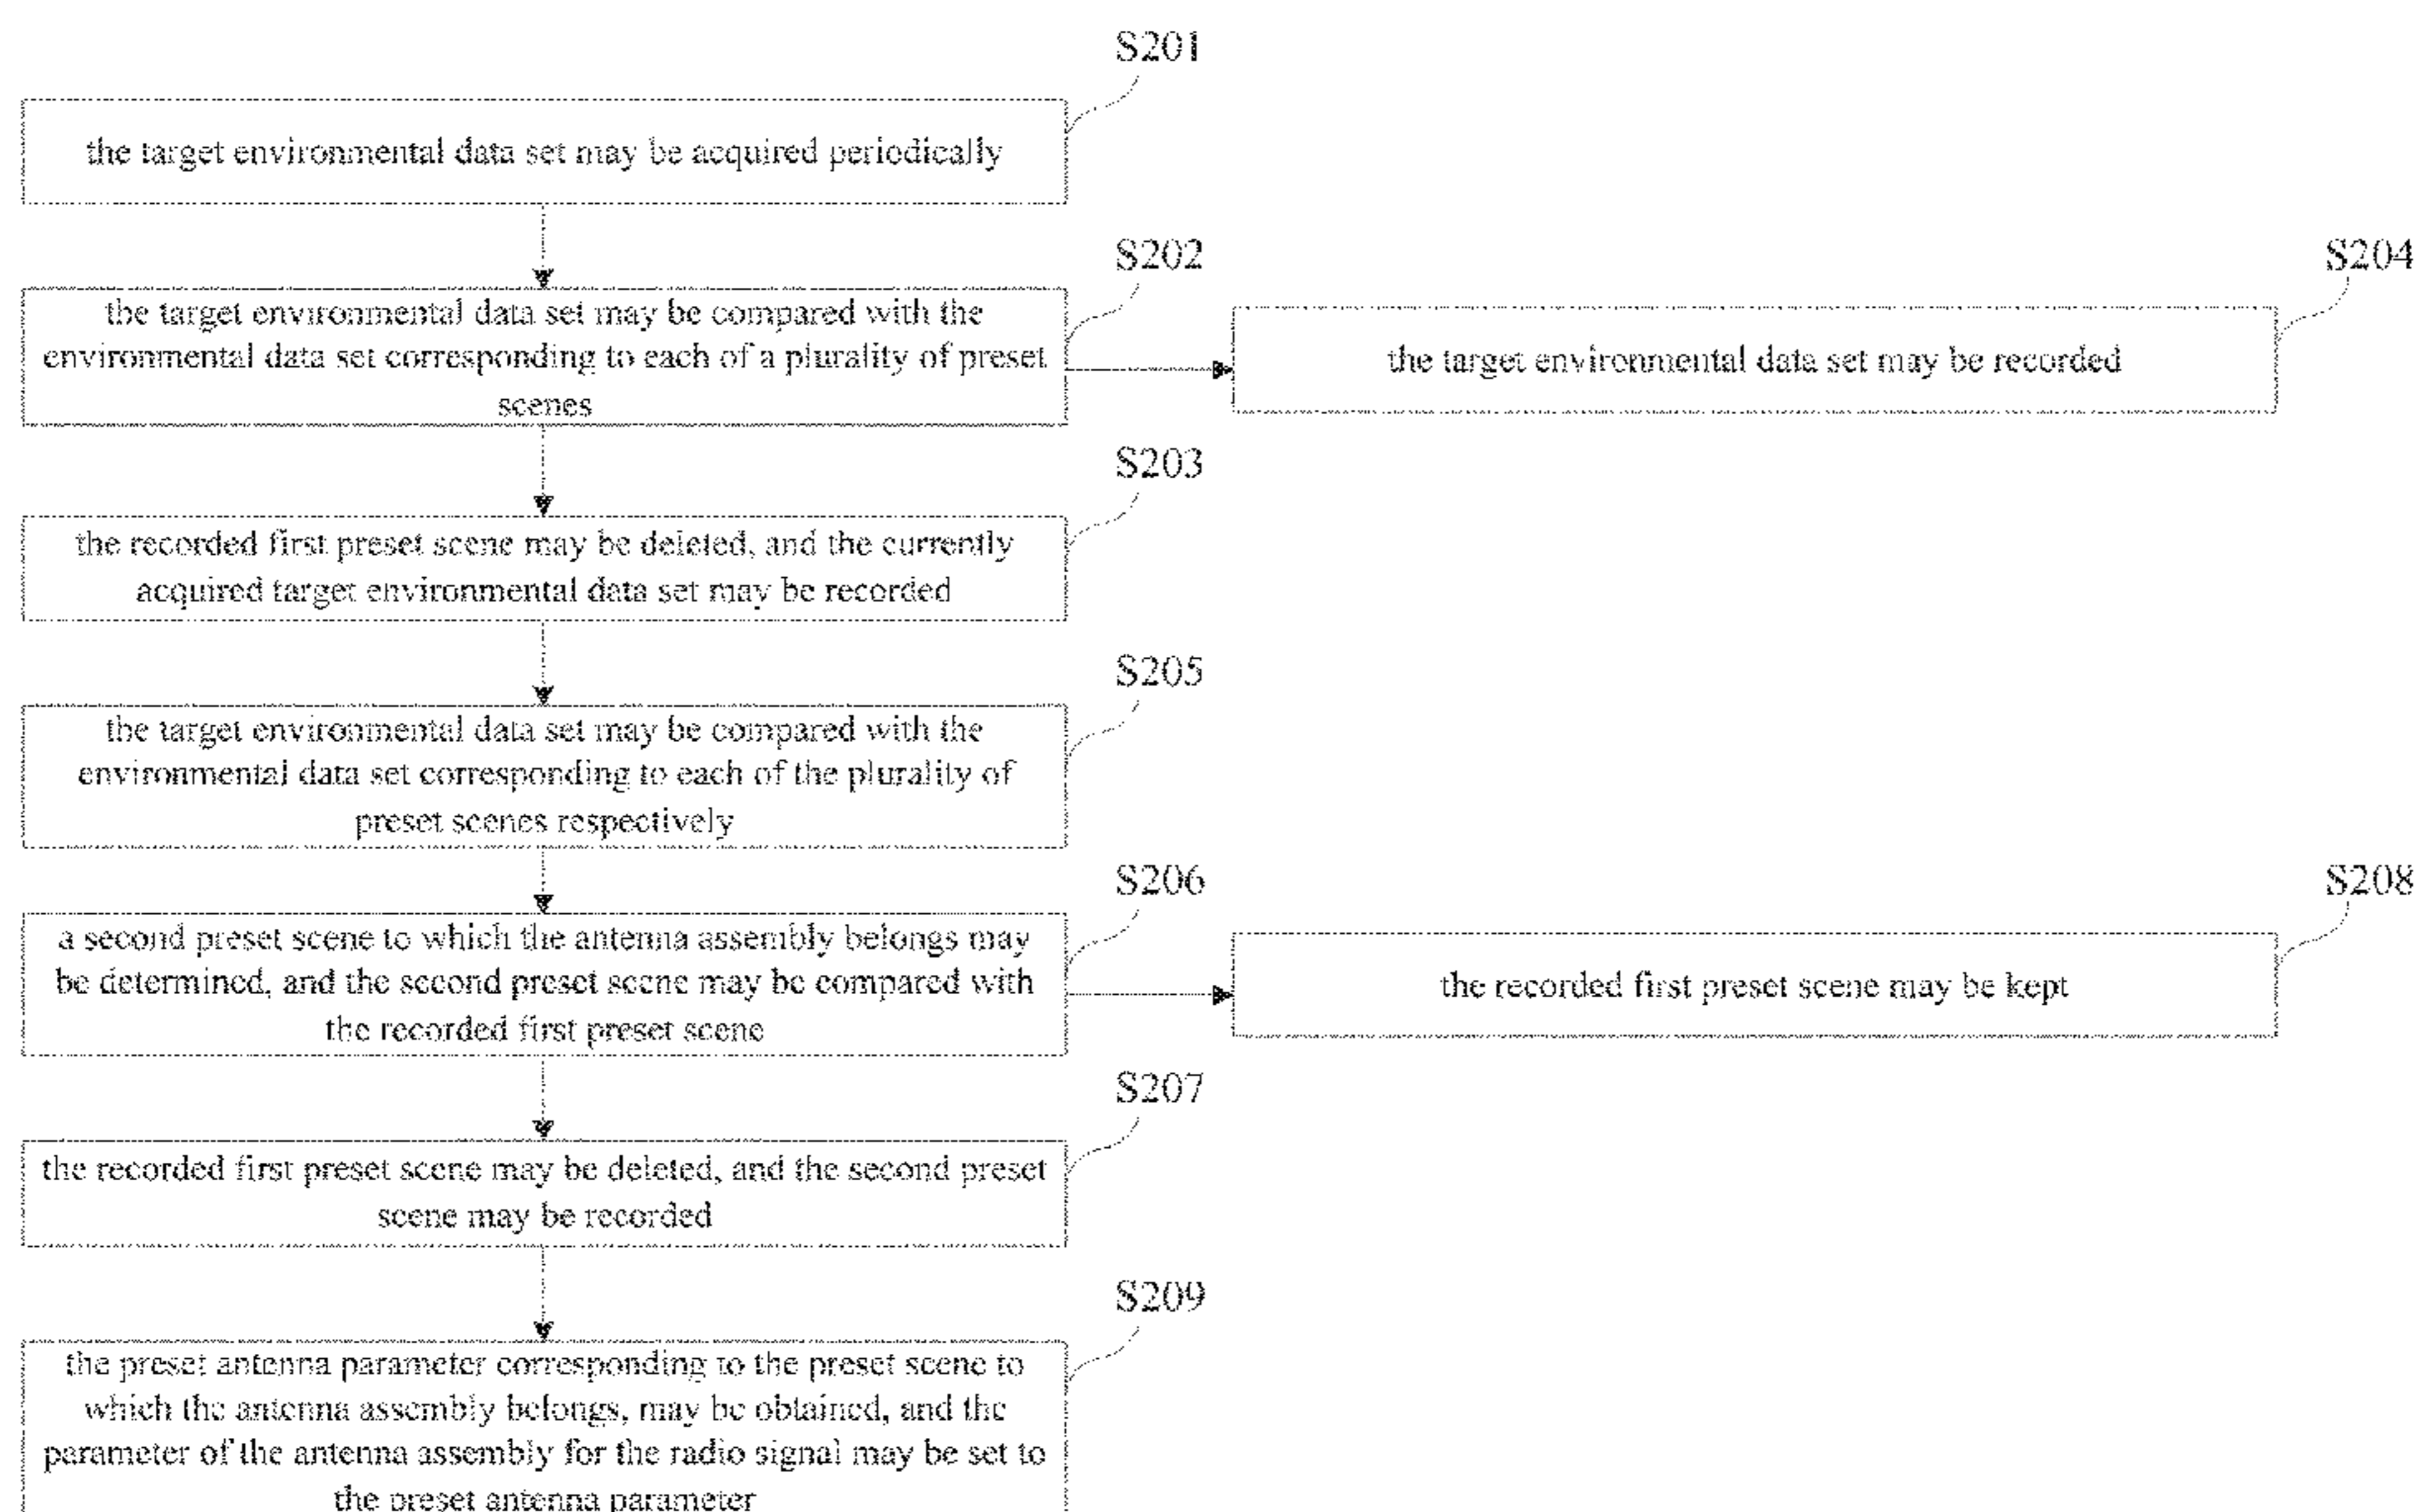 S201
the target environmental data set may be acquired periodically
S202
the target environmental data set may be compared with the
environmental data set corresponding to each of a plurality of preset
scenes
S204
the target environmental data set may be recorded
S203
the recorded first preset scene may be deleted, and the currently
acquired target environmental data set may be recorded
S205
the target environmental data set may be compared with the
environmental data set corresponding to each of the plurality of
preset scenes respectively
S206
a second preset scene to which the antenna assembly belongs may
be determined, and the second preset scene may be compared with
the recorded first preset scene
S208
the recorded first preset scene may be kept
S207
the recorded first preset scene may be deleted, and the second preset
scene may be recorded
S209
the preset antenna parameter corresponding to the preset scene to
which the antenna assembly belongs, may be obtained, and the
parameter of the antenna assembly for the radio signal may be set to
the preset antenna parameter